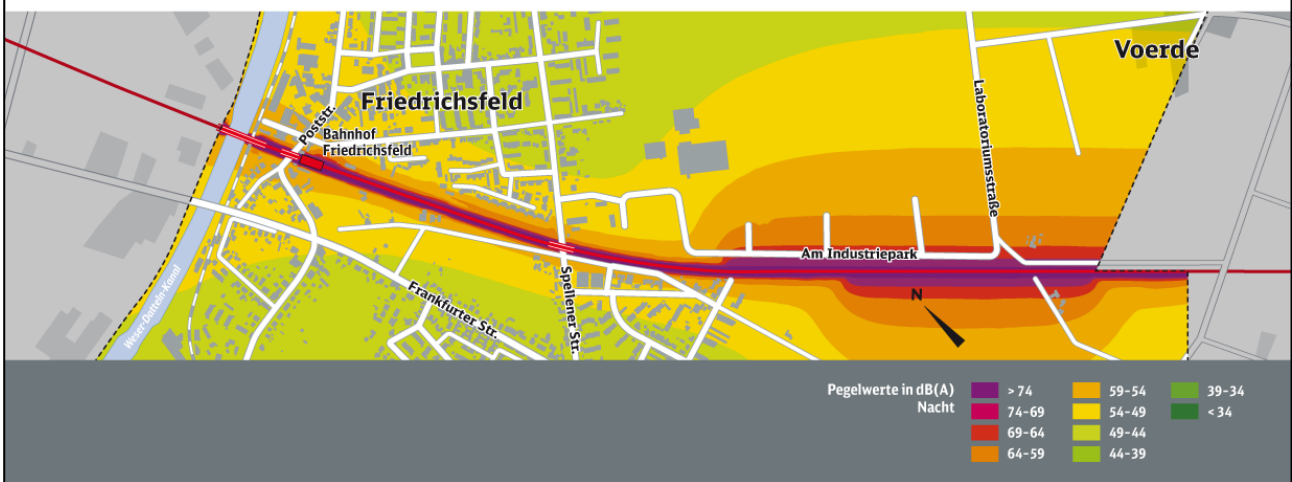 Voerde
Friedrichsfeld
Poststr.
Bahnhof
Friedrichsfeld
Laboratoriumsstraße
Am Industriepark
Weser-Datteln-Kanal
Frankfurter Str.
Spellener Str.
N
Pegelwerte in dB(A)
Nacht
> 74
74–69
69–64
64–59
59–54
54–49
49–44
44–39
39–34
< 34